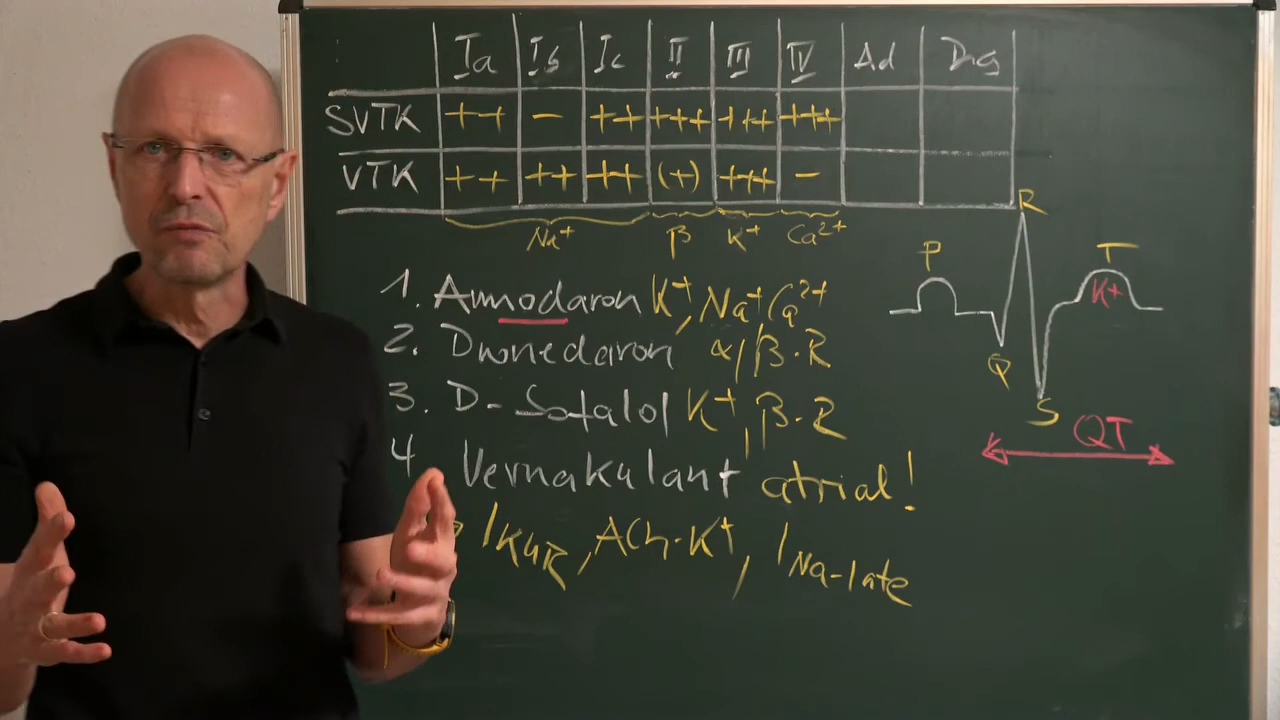 Ia Ib Ic II III IV Ad Dig
SVTK ++ - ++ +++ +++ +++
VTK ++ ++ ++ (+) +++ -
Na+ β K+ Ca2+
1. Amiodaron K+, Na+, Ca2+
2. Dronedaron α/β-R
3. D-Sotalol K+, β-R
4 Vernakalant atrial!
IKUR, ACh-K+, INa-late
R
P T
K+
Q
S
QT